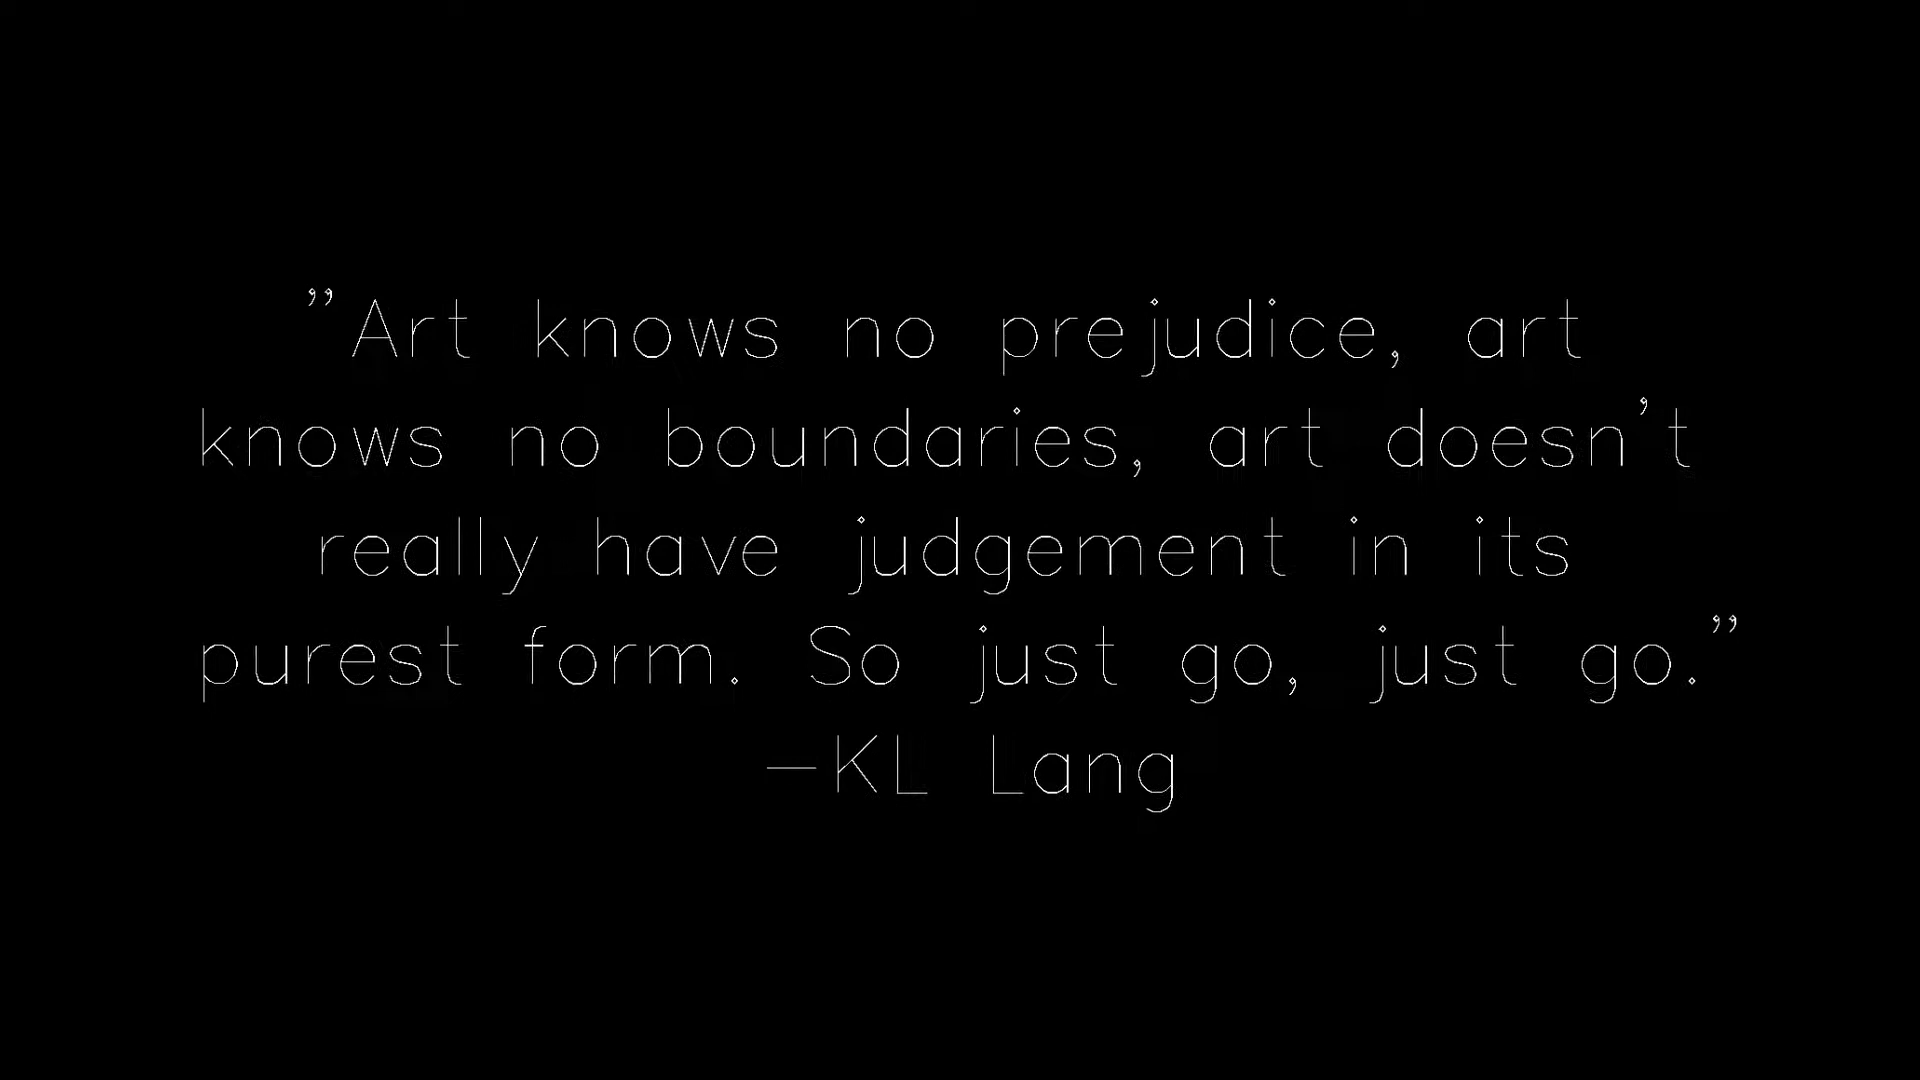 ”Art knows no prejudice, art
knows no boundaries, art doesn’t
really have judgement in its
purest form. So just go, just go.”
—KL Lang